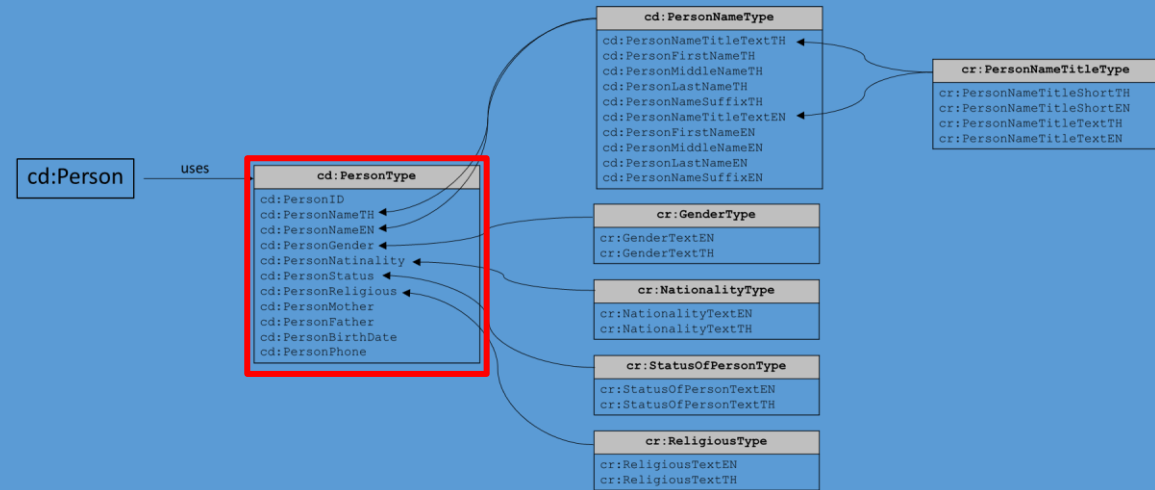 cd:Person
uses
cd:PersonType
cd:PersonID
cd:PersonNameTH
cd:PersonNameEN
cd:PersonGender
cd:PersonNatinality
cd:PersonStatus
cd:PersonReligious
cd:PersonMother
cd:PersonFather
cd:PersonBirthDate
cd:PersonPhone
cd:PersonNameType
cd:PersonNameTitleTextTH
cd:PersonFirstNameTH
cd:PersonMiddleNameTH
cd:PersonLastNameTH
cd:PersonNameSuffixTH
cd:PersonNameTitleTextEN
cd:PersonFirstNameEN
cd:PersonMiddleNameEN
cd:PersonLastNameEN
cd:PersonNameSuffixEN
cr:PersonNameTitleType
cr:PersonNameTitleShortTH
cr:PersonNameTitleShortEN
cr:PersonNameTitleTextTH
cr:PersonNameTitleTextEN
cr:GenderType
cr:GenderTextEN
cr:GenderTextTH
cr:NationalityType
cr:NationalityTextEN
cr:NationalityTextTH
cr:StatusOfPersonType
cr:StatusOfPersonTextEN
cr:StatusOfPersonTextTH
cr:ReligiousType
cr:ReligiousTextEN
cr:ReligiousTextTH